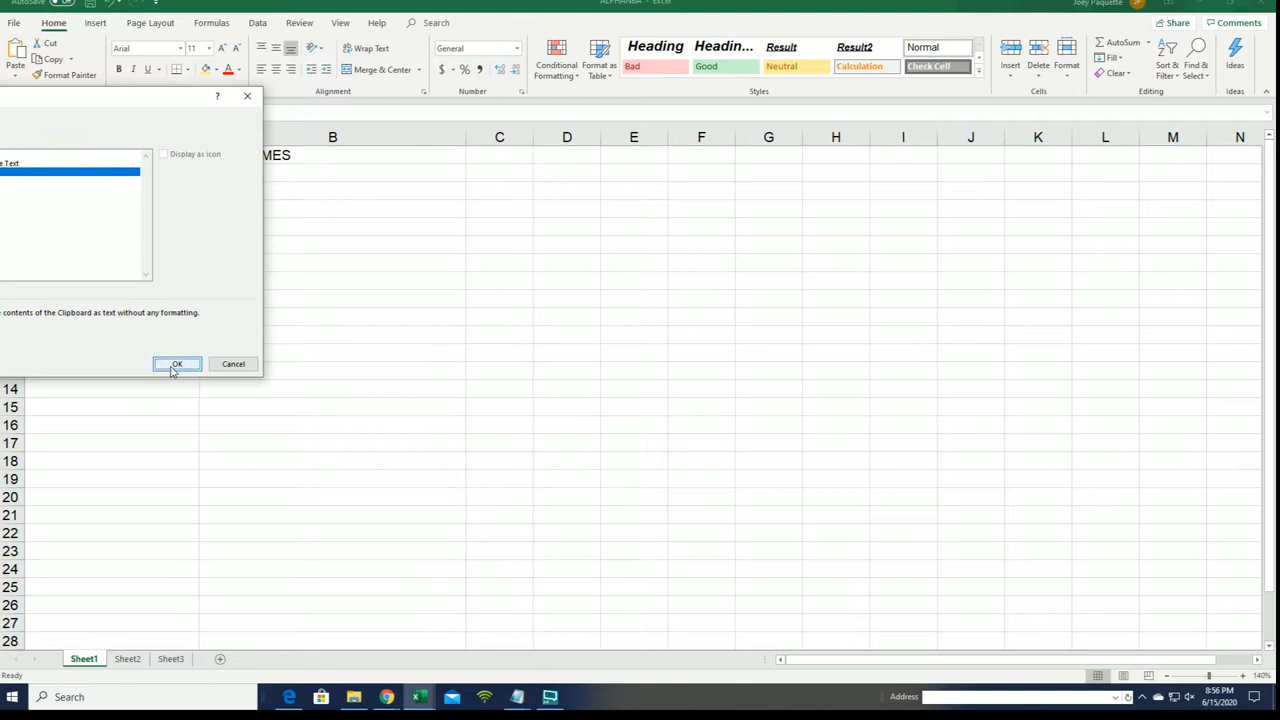 AutoSave Off ALPHANBA - Excel Joey Paquette JP
File Home Insert Page Layout Formulas Data Review View Help Search Share Comments
Paste Cut Copy Format Painter
Arial 11 B I U A
Wrap Text Merge & Center Alignment
General $ % , Number
Conditional Formatting Format as Table
Heading Headin... Result Result2 Normal
Bad Good Neutral Calculation Check Cell
Styles
Insert Delete Format Cells
AutoSum Fill Clear Sort & Filter Find & Select Editing
Ideas Ideas
? ×
B C D E F G H I J K L M N
MES
e Text
Display as icon
contents of the Clipboard as text without any formatting.
OK Cancel
14
15
16
17
18
19
20
21
22
23
24
25
26
27
28
Sheet1 Sheet2 Sheet3
Ready 140%
Search Address 8:56 PM
6/15/2020